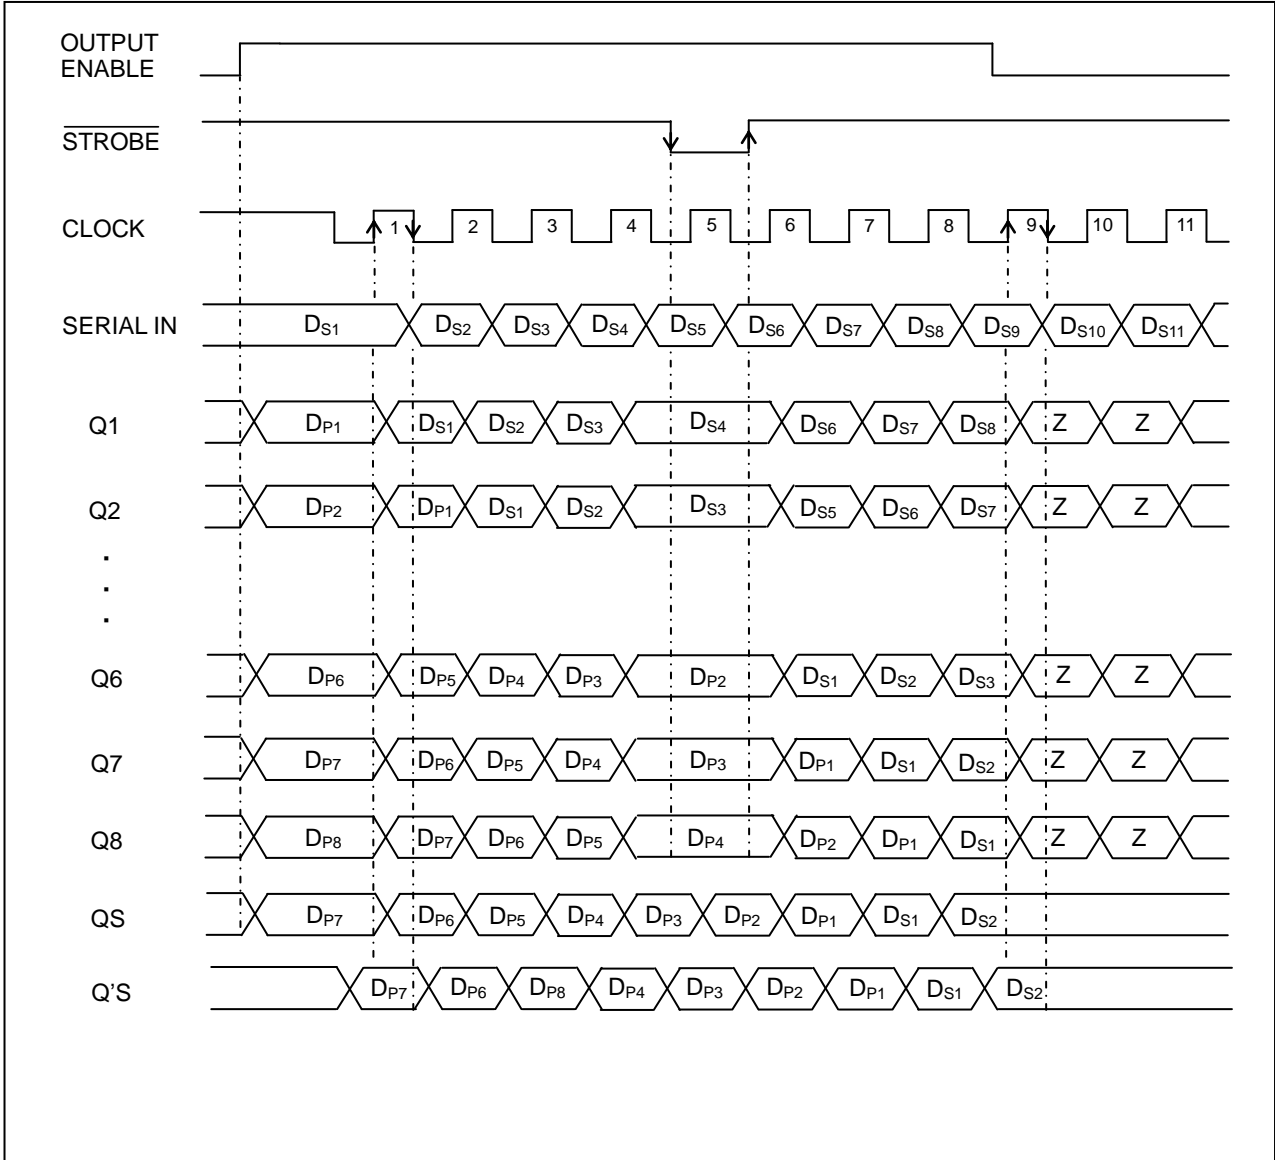 OUTPUT
ENABLE
STROBE
CLOCK 1 2 3 4 5 6 7 8 9 10 11
SERIAL IN DS1 DS2 DS3 DS4 DS5 DS6 DS7 DS8 DS9 DS10 DS11
Q1 DP1 DS1 DS2 DS3 DS4 DS6 DS7 DS8 Z Z
Q2 DP2 DP1 DS1 DS2 DS3 DS5 DS6 DS7 Z Z
.
.
.
Q6 DP6 DP5 DP4 DP3 DP2 DS1 DS2 DS3 Z Z
Q7 DP7 DP6 DP5 DP4 DP3 DP1 DS1 DS2 Z Z
Q8 DP8 DP7 DP6 DP5 DP4 DP2 DP1 DS1 Z Z
QS DP7 DP6 DP5 DP4 DP3 DP2 DP1 DS1 DS2
Q'S DP7 DP6 DP8 DP4 DP3 DP2 DP1 DS1 DS2